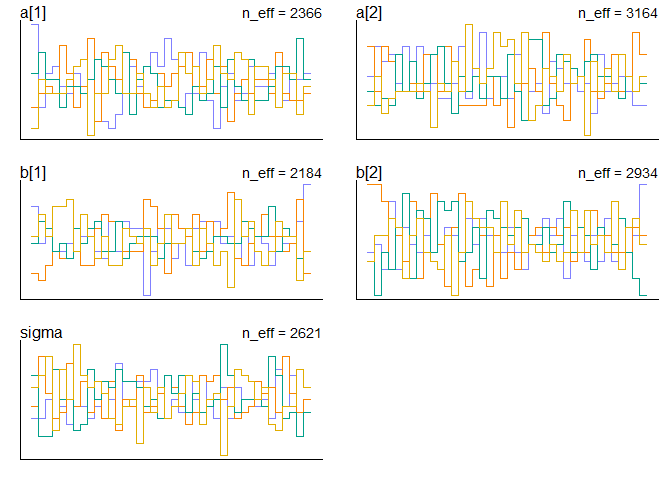 a[1] n_eff = 2366
a[2] n_eff = 3164
b[1] n_eff = 2184
b[2] n_eff = 2934
sigma n_eff = 2621